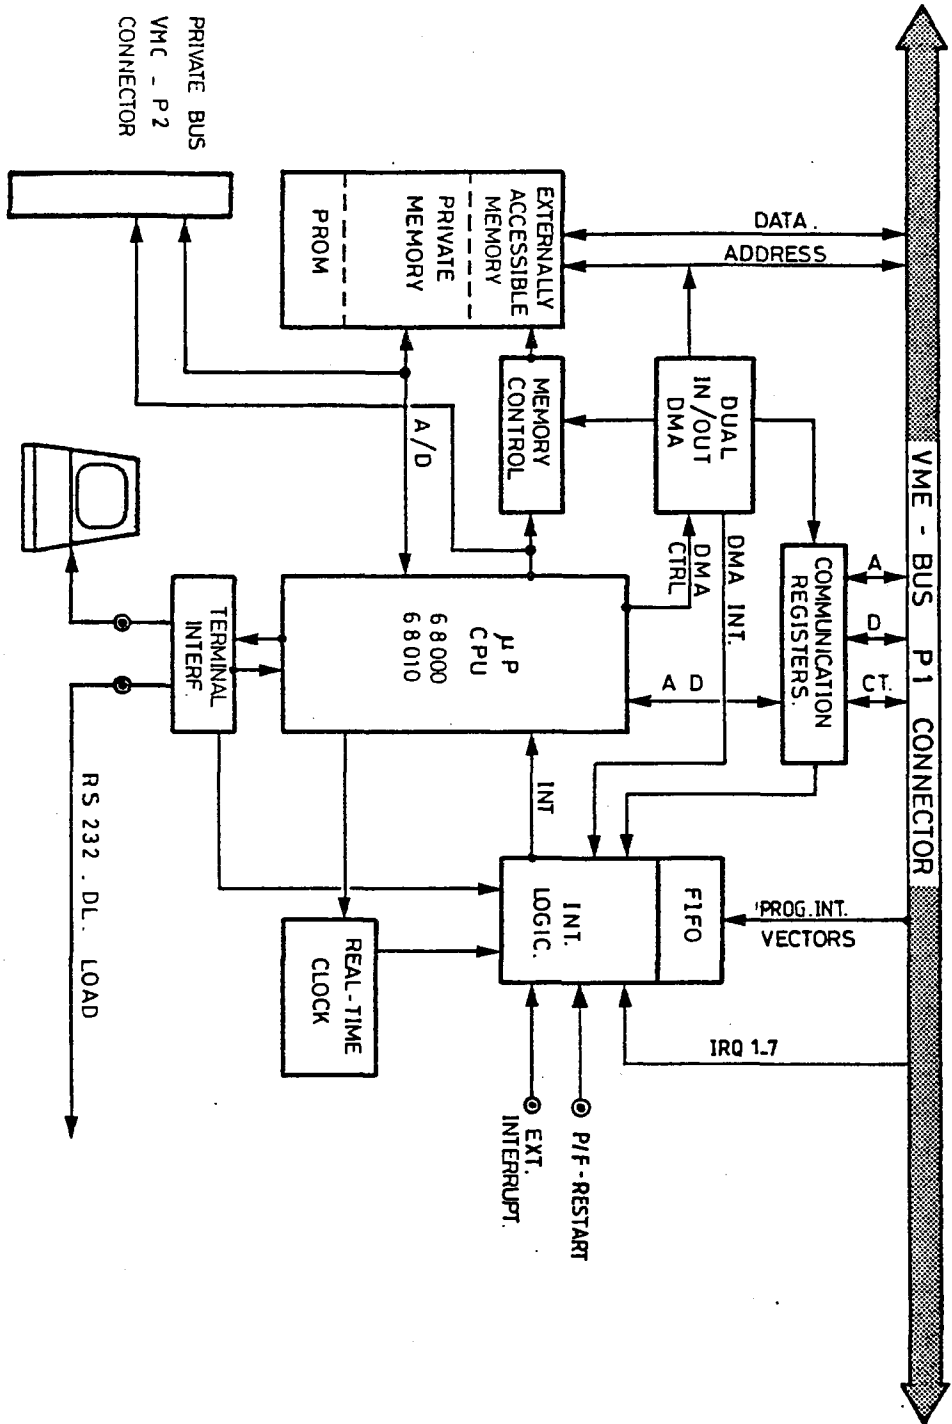 VME - BUS P1 CONNECTOR
DATA.
ADDRESS
A
D
CT.
'PROG.INT.
VECTORS
IRQ 1-7
DUAL
IN/OUT
DMA
COMMUNICATION
REGISTERS.
DMA INT.
DMA
CTRL
A D
FIFO
INT.
LOGIC.
P/F-RESTART
EXT.
INTERRUPT.
EXTERNALLY
ACCESSIBLE
MEMORY
PRIVATE
MEMORY
PROM
MEMORY
CONTROL
A/D
μP
CPU
68000
68010
INT
REAL-TIME
CLOCK
TERMINAL
INTERF.
PRIVATE BUS
VMC - P2
CONNECTOR
RS 232 . DL. LOAD